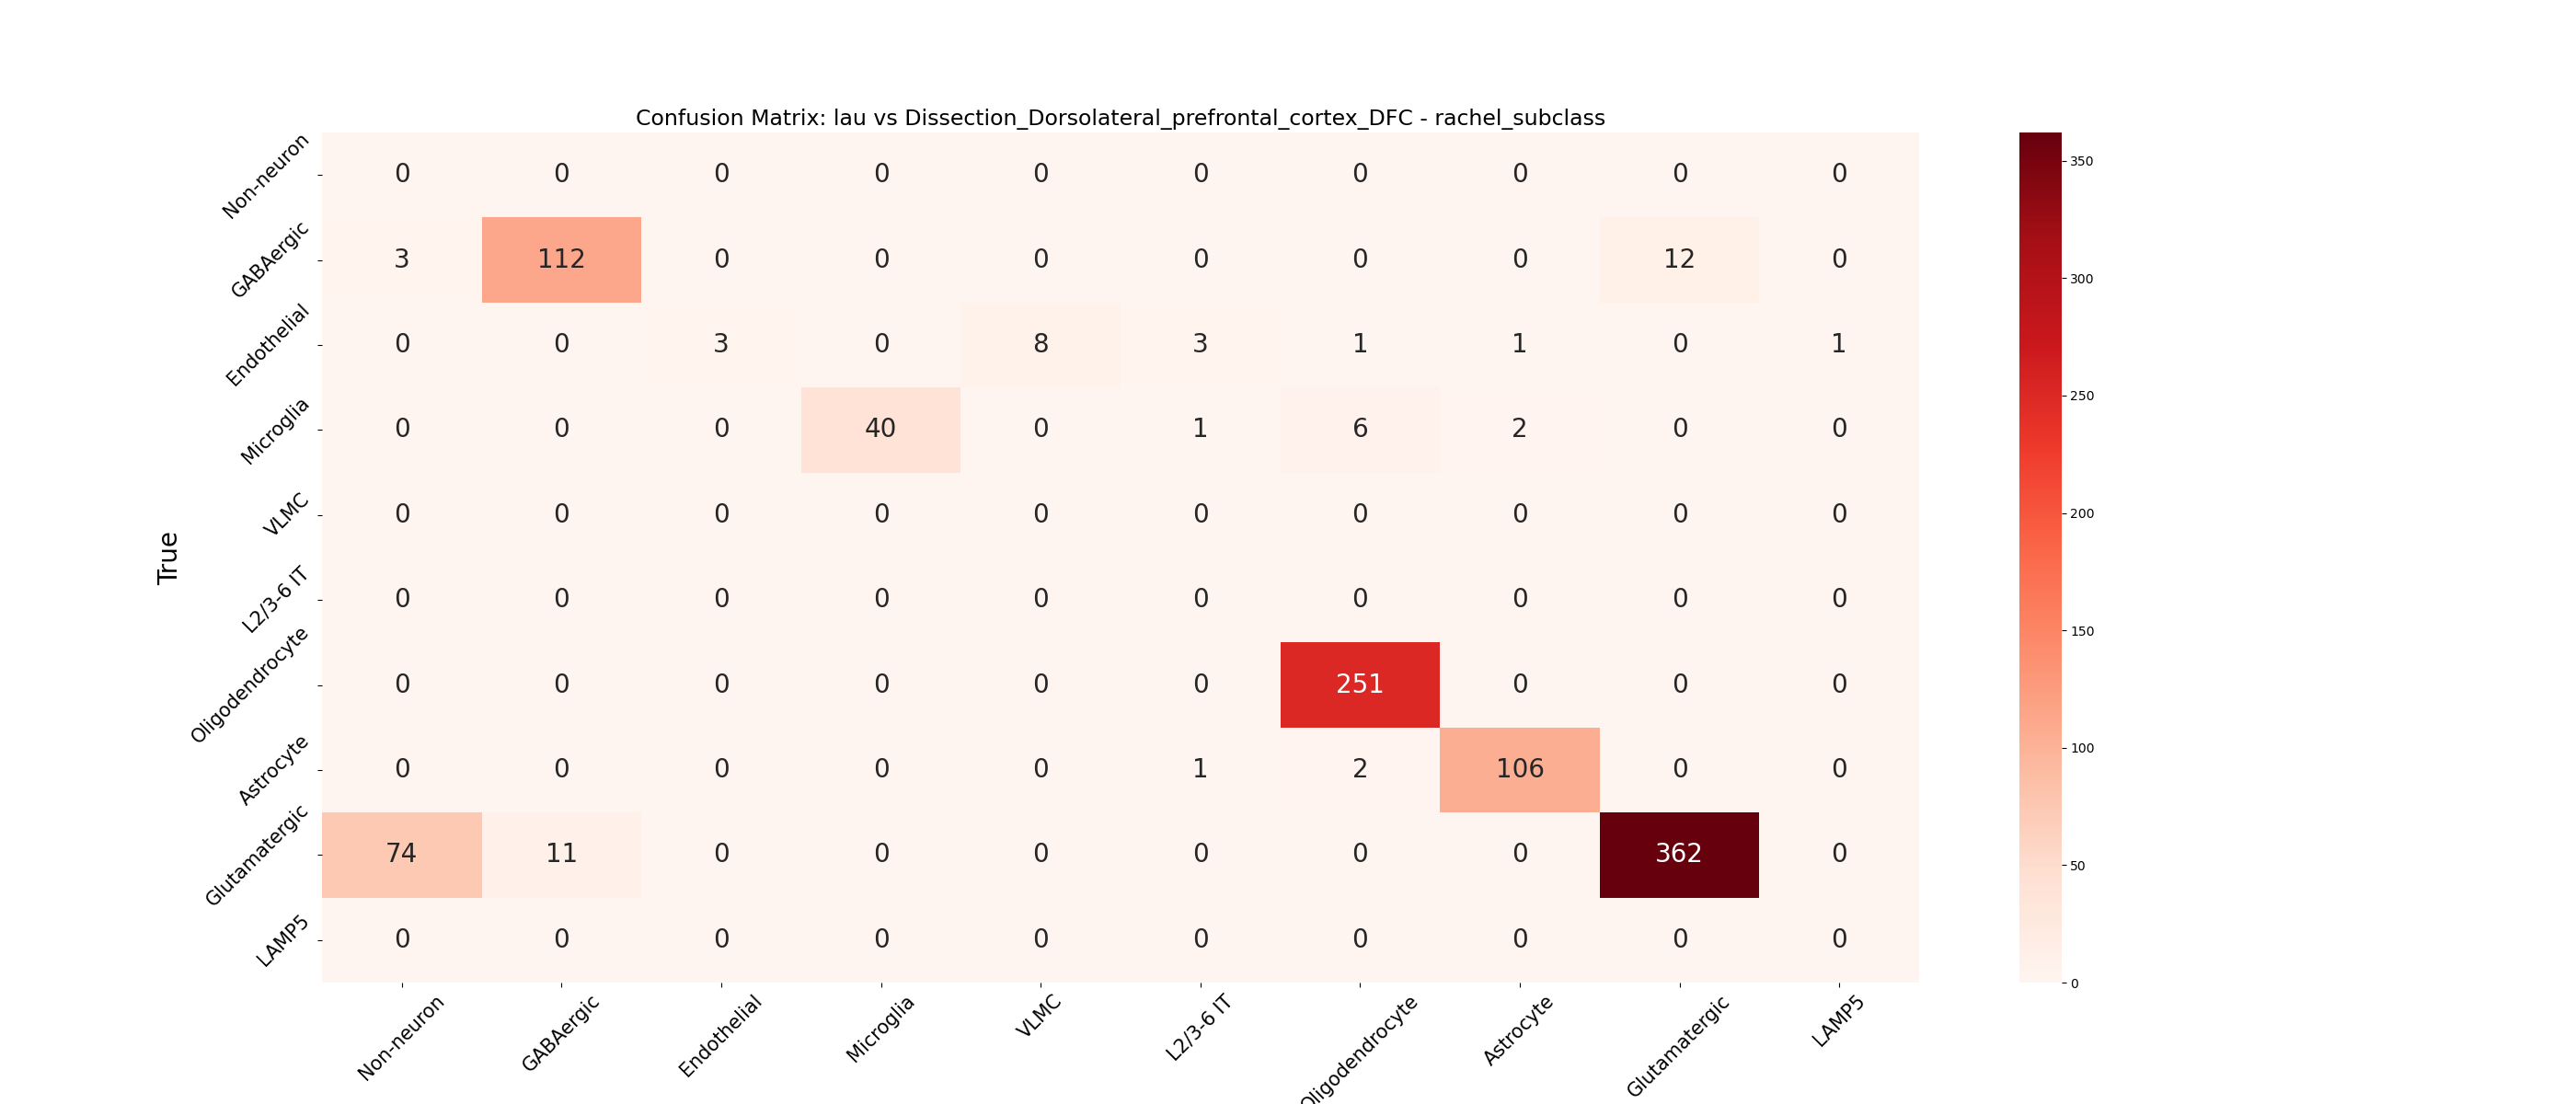 Confusion Matrix: lau vs Dissection_Dorsolateral_prefrontal_cortex_DFC - rachel_subclass
True
Non-neuron 0 0 0 0 0 0 0 0 0 0
GABAergic 3 112 0 0 0 0 0 0 12 0
Endothelial 0 0 3 0 8 3 1 1 0 1
Microglia 0 0 0 40 0 1 6 2 0 0
VLMC 0 0 0 0 0 0 0 0 0 0
L2/3-6 IT 0 0 0 0 0 0 0 0 0 0
Oligodendrocyte 0 0 0 0 0 0 251 0 0 0
Astrocyte 0 0 0 0 0 1 2 106 0 0
Glutamatergic 74 11 0 0 0 0 0 0 362 0
LAMP5 0 0 0 0 0 0 0 0 0 0
Non-neuron GABAergic Endothelial Microglia VLMC L2/3-6 IT Oligodendrocyte Astrocyte Glutamatergic LAMP5
350
300
250
200
150
100
50
0